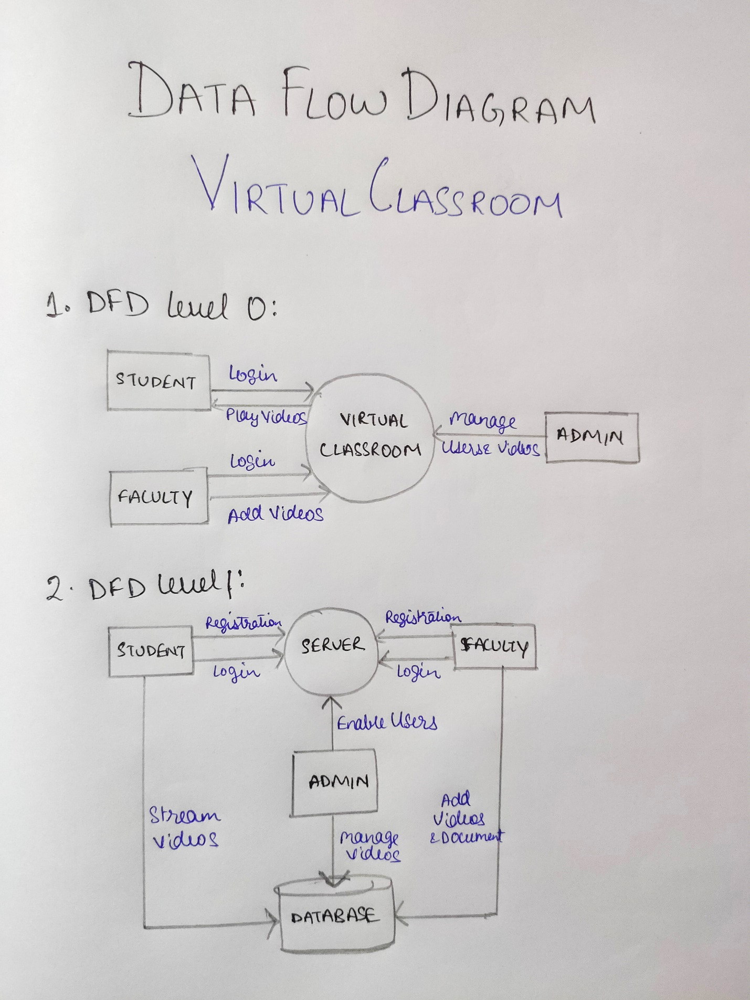 DATA FLOW DIAGRAM
VIRTUAL CLASSROOM
1. DFD level 0:
STUDENT
Login
Play Videos
VIRTUAL
CLASSROOM
Manage
Users & Videos
ADMIN
FACULTY
Login
Add Videos
2. DFD level 1:
STUDENT
Registration
Login
SERVER
Registration
Login
FACULTY
Enable Users
ADMIN
Stream
Videos
Manage
Videos
Add
Videos
& Document
DATABASE